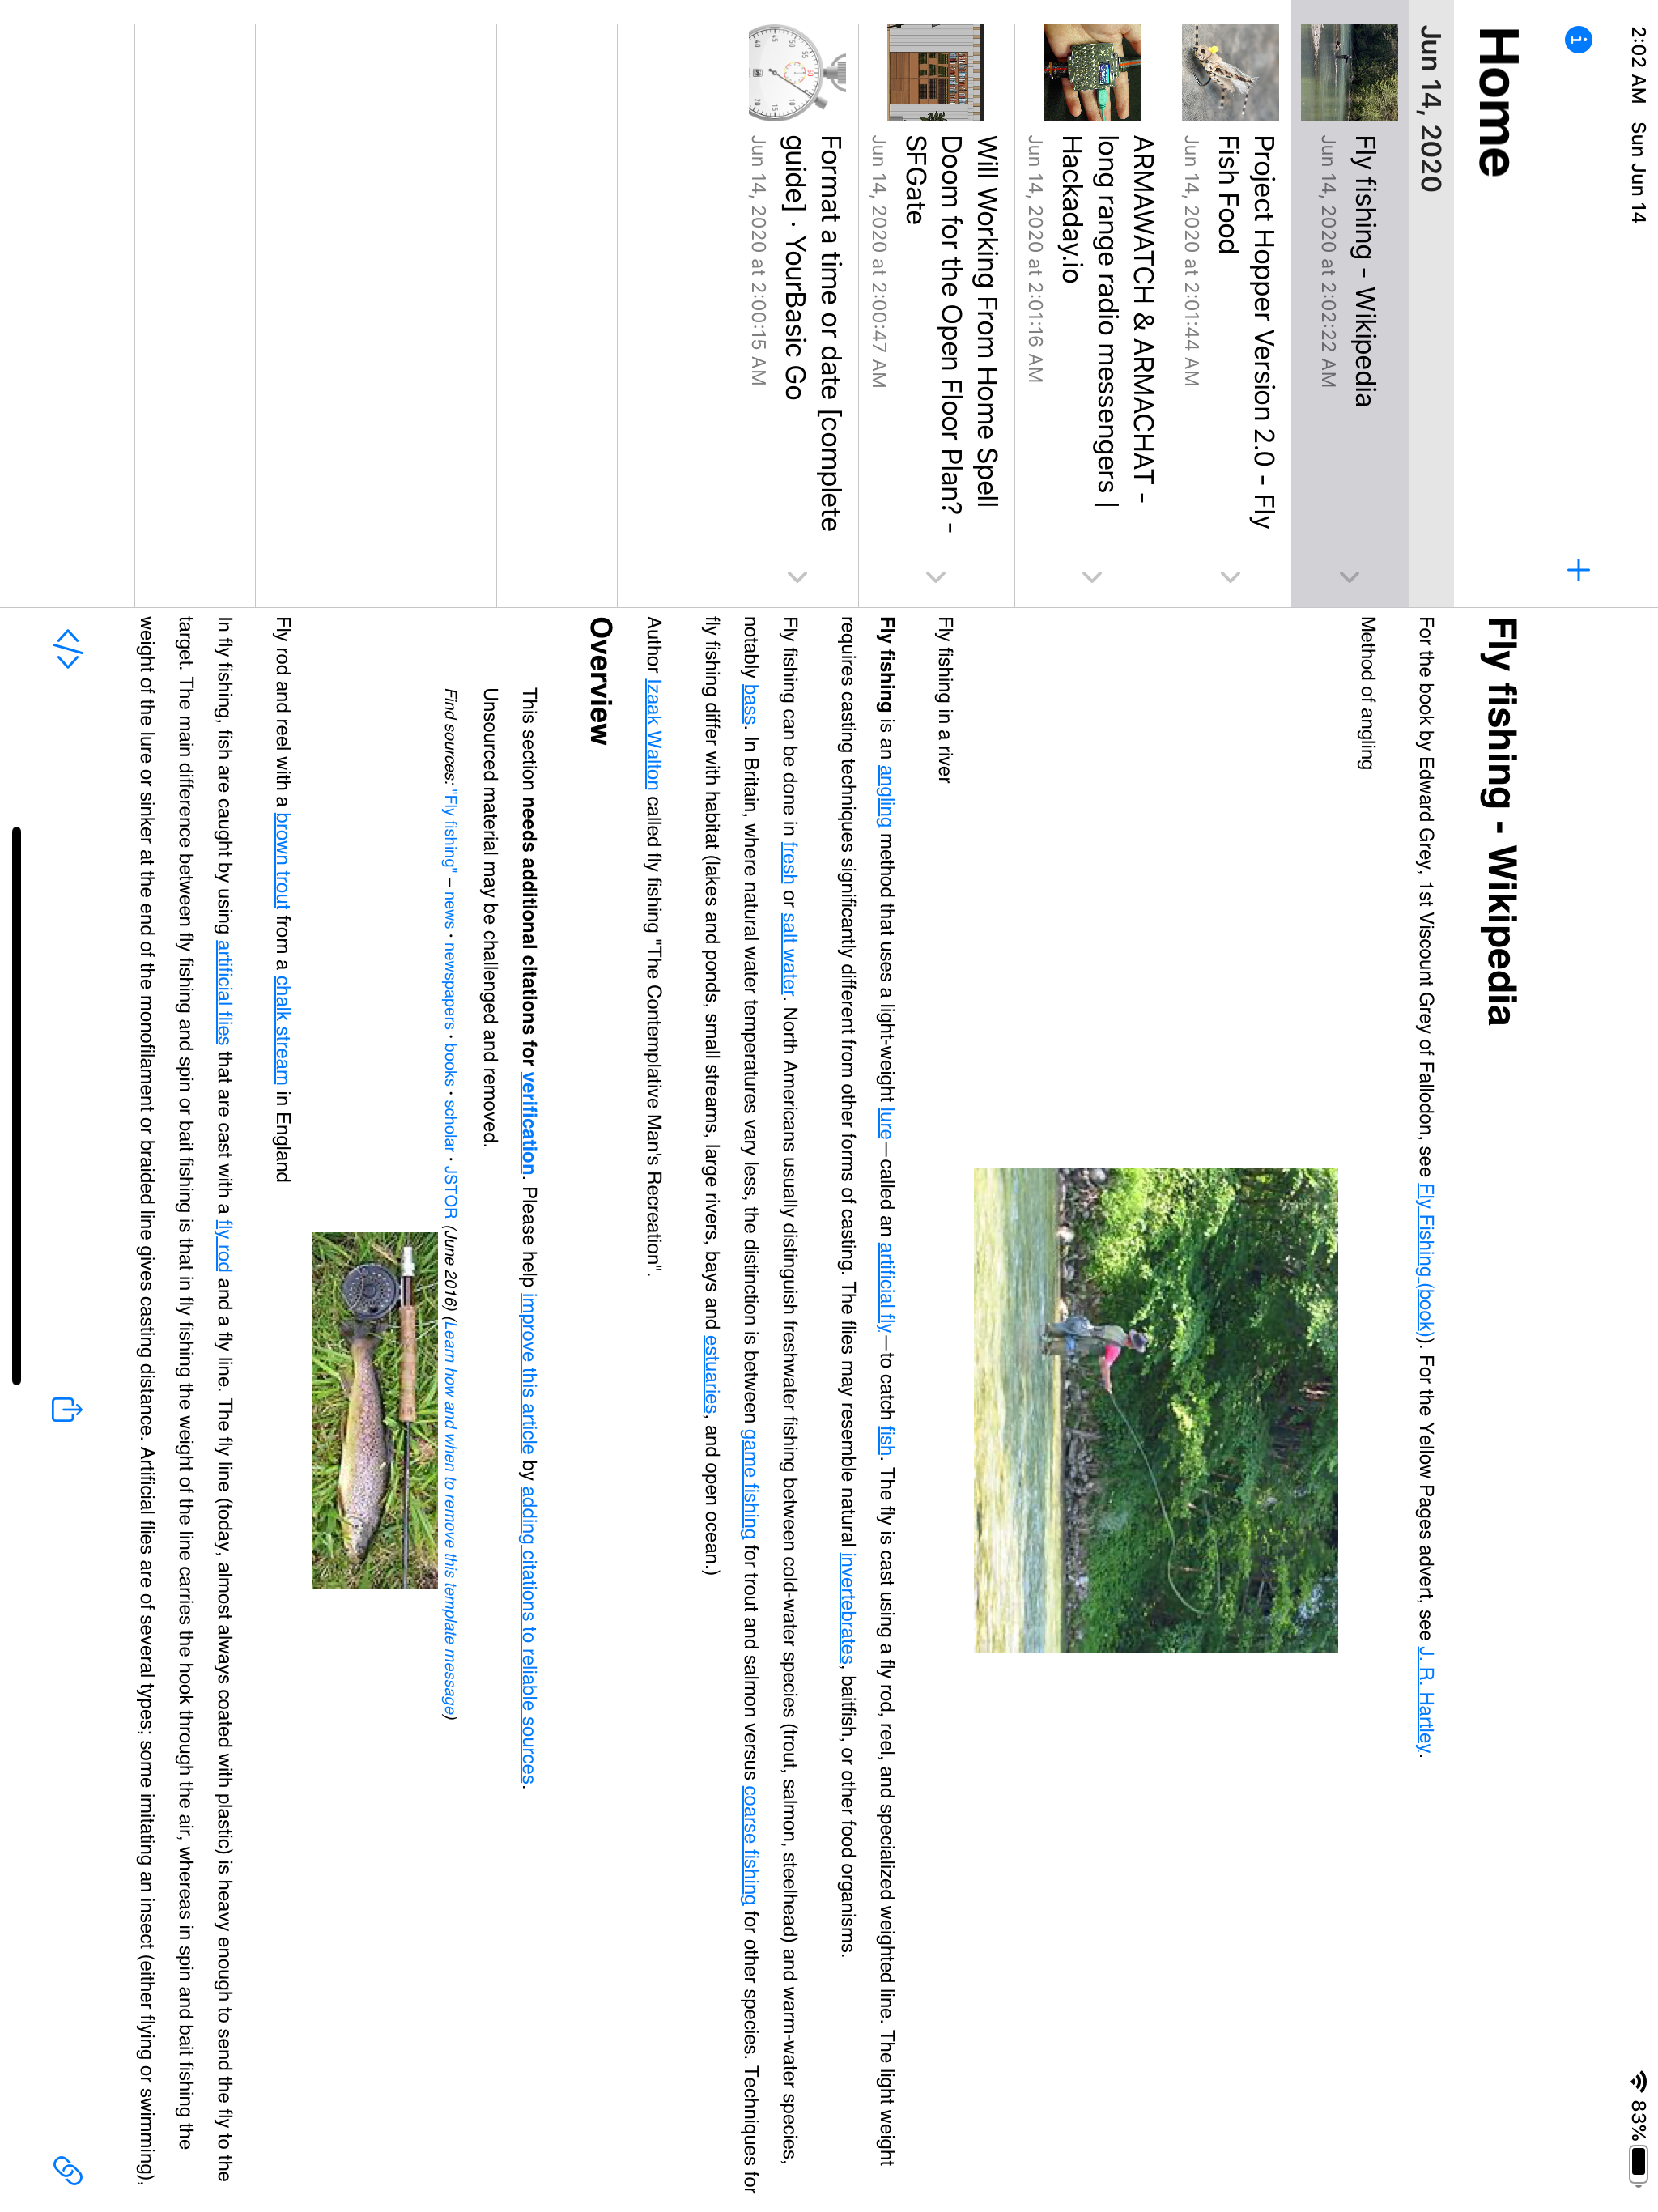 2:02 AM Sun Jun 14
83%
Home
Jun 14, 2020
Fly fishing - Wikipedia
Jun 14, 2020 at 2:02:22 AM
Project Hopper Version 2.0 - Fly
Fish Food
Jun 14, 2020 at 2:01:44 AM
ARMAWATCH & ARMACHAT -
long range radio messengers |
Hackaday.io
Jun 14, 2020 at 2:01:16 AM
Will Working From Home Spell
Doom for the Open Floor Plan? -
SFGate
Jun 14, 2020 at 2:00:47 AM
Format a time or date [complete
guide] · YourBasic Go
Jun 14, 2020 at 2:00:15 AM
Fly fishing - Wikipedia
For the book by Edward Grey, 1st Viscount Grey of Fallodon, see Fly Fishing (book)). For the Yellow Pages advert, see J. R. Hartley.
Method of angling
Fly fishing in a river
Fly fishing is an angling method that uses a light-weight lure—called an artificial fly—to catch fish. The fly is cast using a fly rod, reel, and specialized weighted line. The light weight
requires casting techniques significantly different from other forms of casting. The flies may resemble natural invertebrates, baitfish, or other food organisms.
Fly fishing can be done in fresh or salt water. North Americans usually distinguish freshwater fishing between cold-water species (trout, salmon, steelhead) and warm-water species,
notably bass. In Britain, where natural water temperatures vary less, the distinction is between game fishing for trout and salmon versus coarse fishing for other species. Techniques for
fly fishing differ with habitat (lakes and ponds, small streams, large rivers, bays and estuaries, and open ocean.)
Author Izaak Walton called fly fishing "The Contemplative Man's Recreation".
Overview
This section needs additional citations for verification. Please help improve this article by adding citations to reliable sources.
Unsourced material may be challenged and removed.
Find sources: "Fly fishing" – news · newspapers · books · scholar · JSTOR (June 2016) (Learn how and when to remove this template message)
Fly rod and reel with a brown trout from a chalk stream in England
In fly fishing, fish are caught by using artificial flies that are cast with a fly rod and a fly line. The fly line (today, almost always coated with plastic) is heavy enough to send the fly to the
target. The main difference between fly fishing and spin or bait fishing is that in fly fishing the weight of the line carries the hook through the air, whereas in spin and bait fishing the
weight of the lure or sinker at the end of the monofilament or braided line gives casting distance. Artificial flies are of several types; some imitating an insect (either flying or swimming),